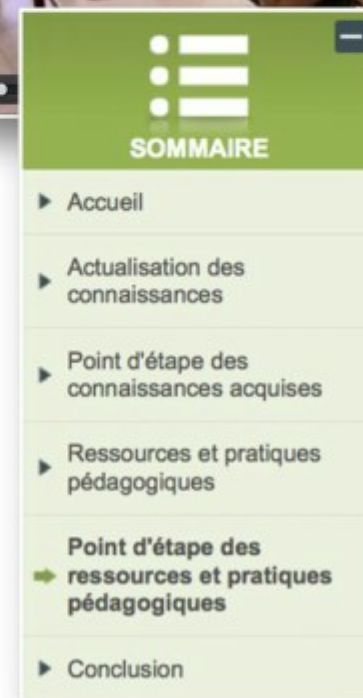 SOMMAIRE
Accueil
Actualisation des
connaissances
Point d'étape des
connaissances acquises
Ressources et pratiques
pédagogiques
Point d'étape des
ressources et pratiques
pédagogiques
Conclusion